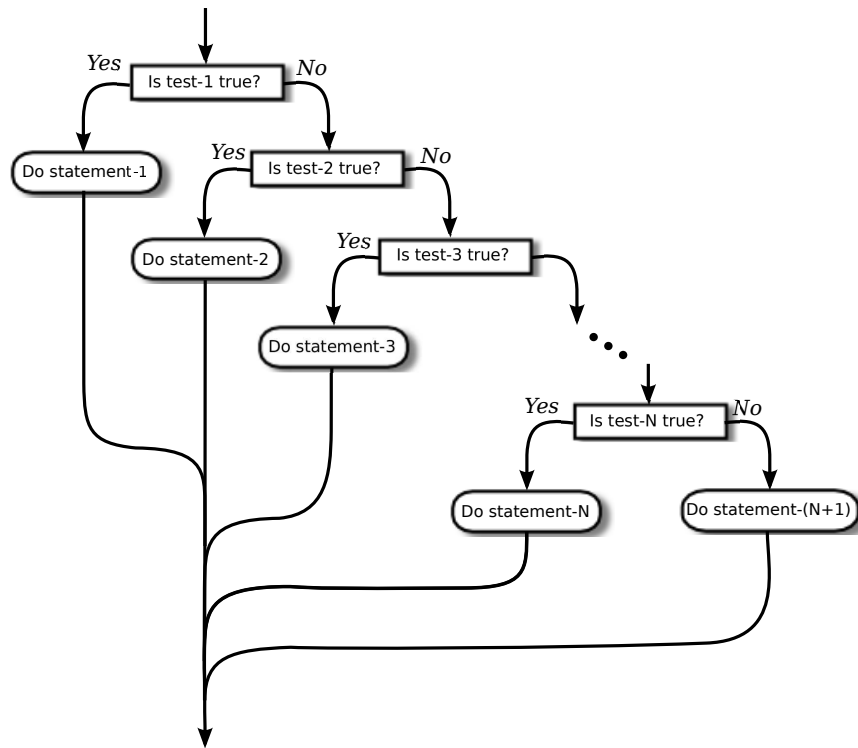 Yes
No
Is test-1 true?
Do statement-1
Yes
No
Is test-2 true?
Do statement-2
Yes
Is test-3 true?
Do statement-3
Yes
No
Is test-N true?
Do statement-N
Do statement-(N+1)